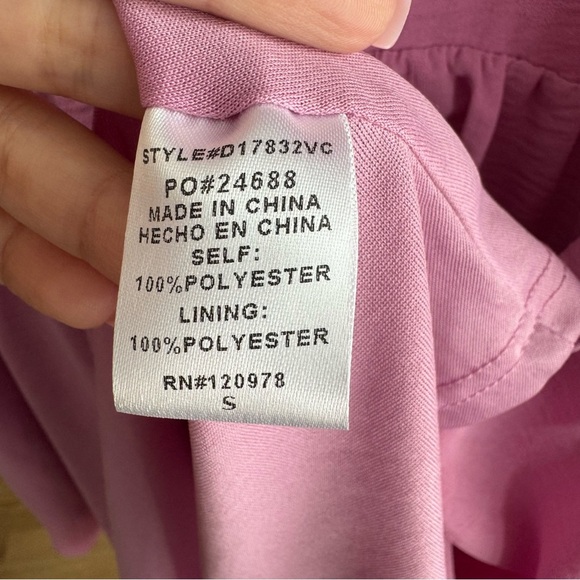 STYLE#D17832VC
PO#24688
MADE IN CHINA
HECHO EN CHINA
SELF:
100%POLYESTER
LINING:
100%POLYESTER
RN#120978
S